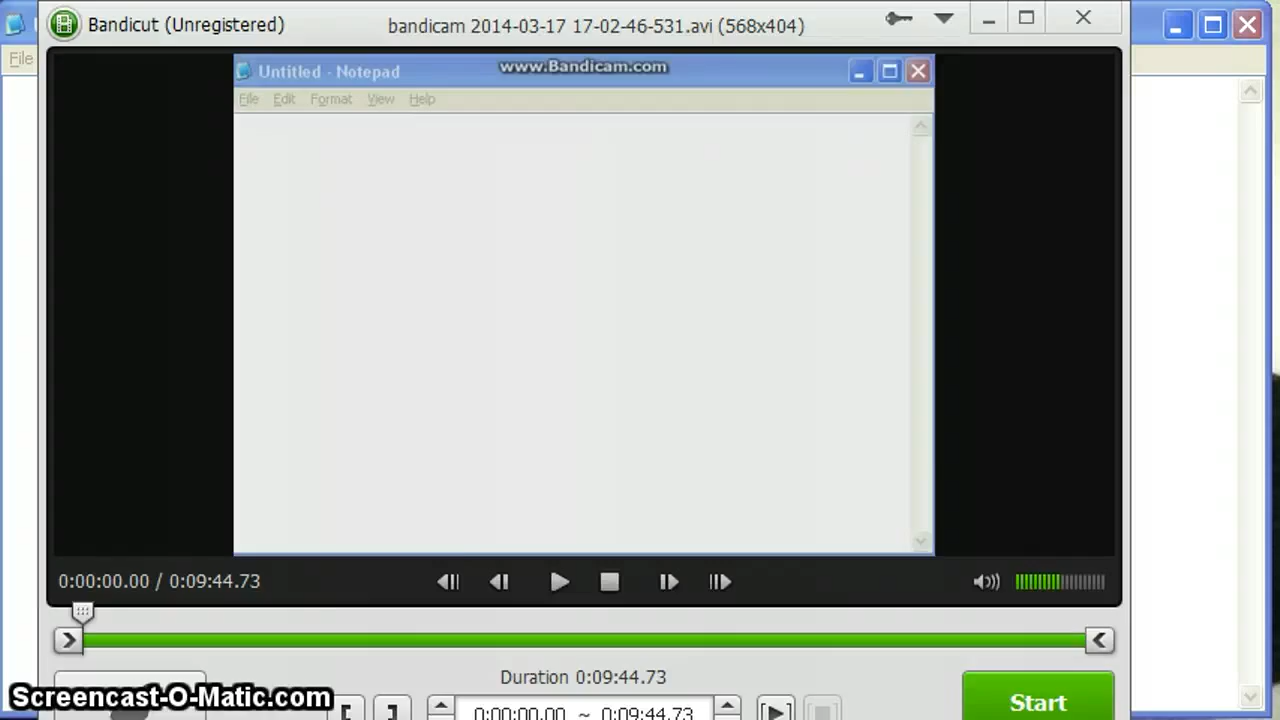 Bandicut (Unregistered)
bandicam 2014-03-17 17-02-46-531.avi (568x404)
File
Untitled - Notepad
www.Bandicam.com
File Edit Format View Help
0:00:00.00 / 0:09:44.73
Duration 0:09:44.73
0:00:00.0 ~ 0:09:44.73
Start
Screencast-O-Matic.com